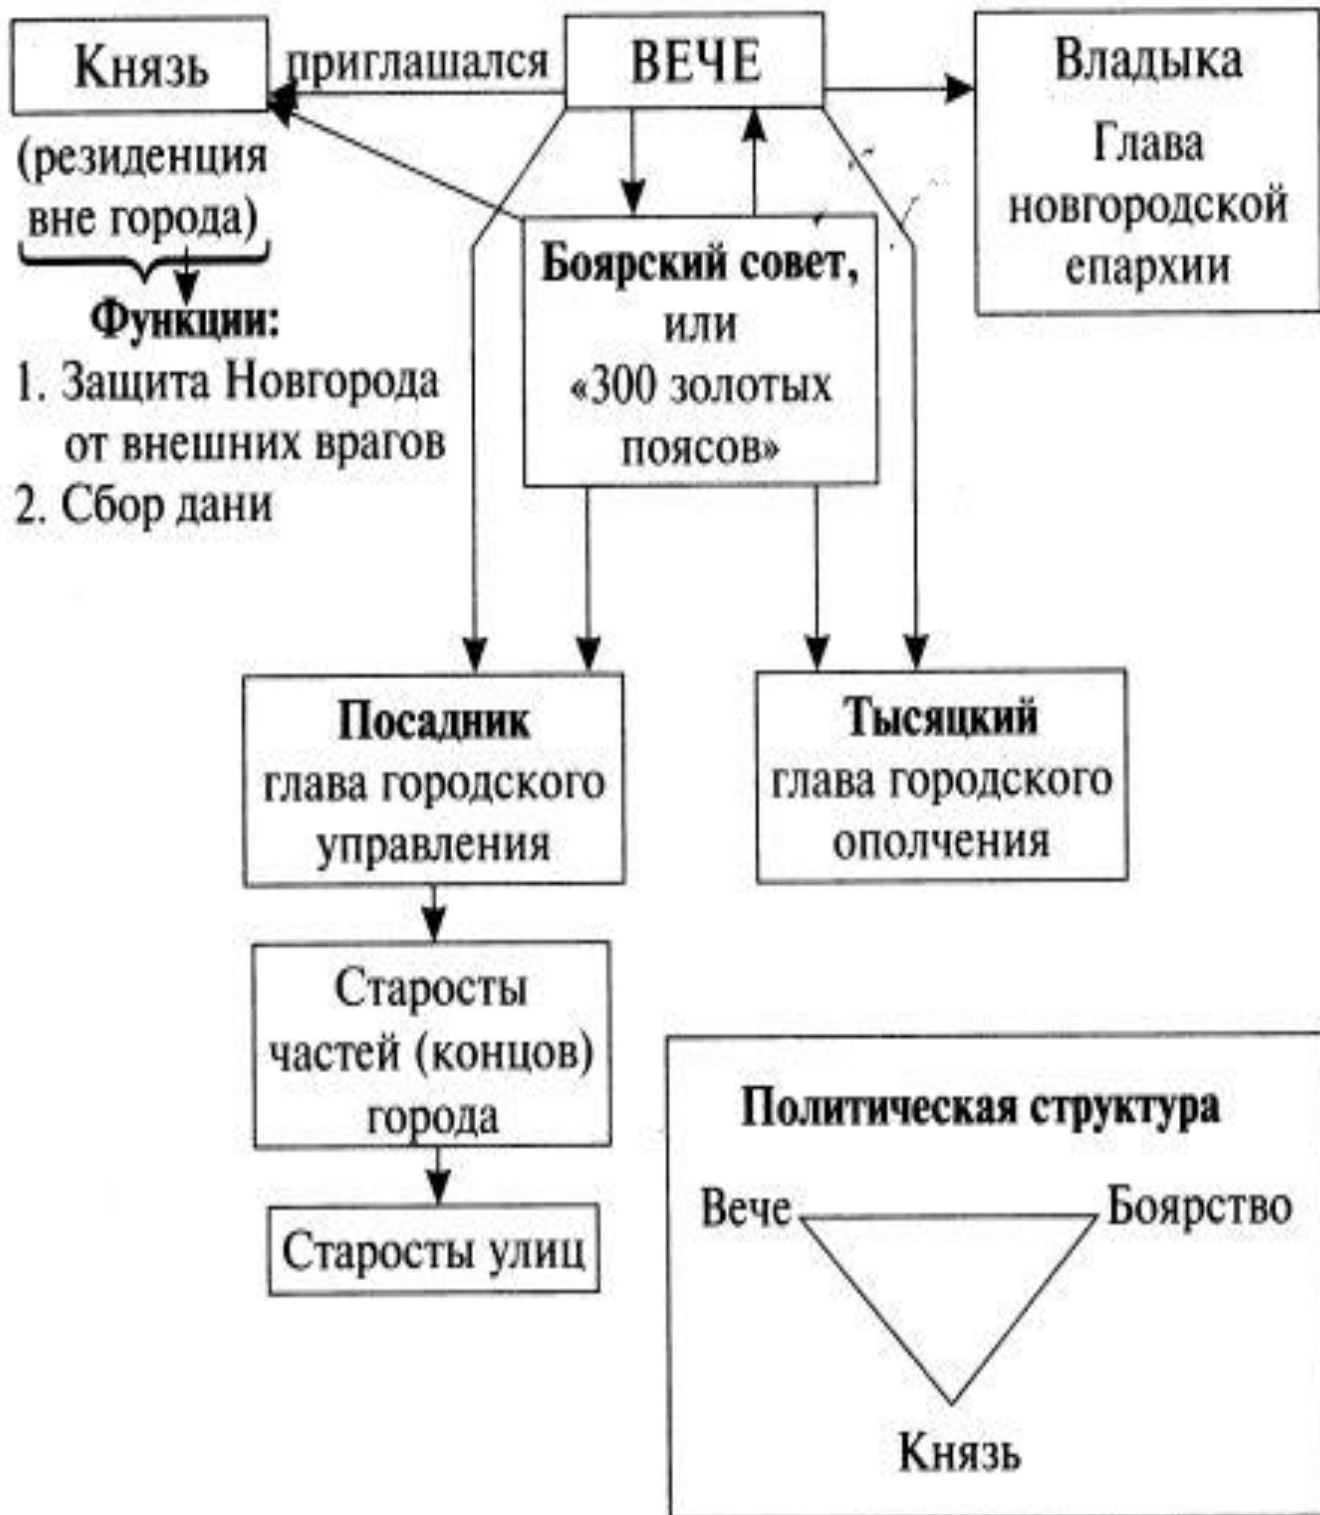 Князь
приглашался
ВЕЧЕ
Владыка
Глава
новгородской
епархии
(резиденция
вне города)
Функции:
1. Защита Новгорода
от внешних врагов
2. Сбор дани
Боярский совет,
или
«300 золотых
поясов»
Посадник
глава городского
управления
Тысяцкий
глава городского
ополчения
Старосты
частей (концов)
города
Старосты улиц
Политическая структура
Вече
Боярство
Князь